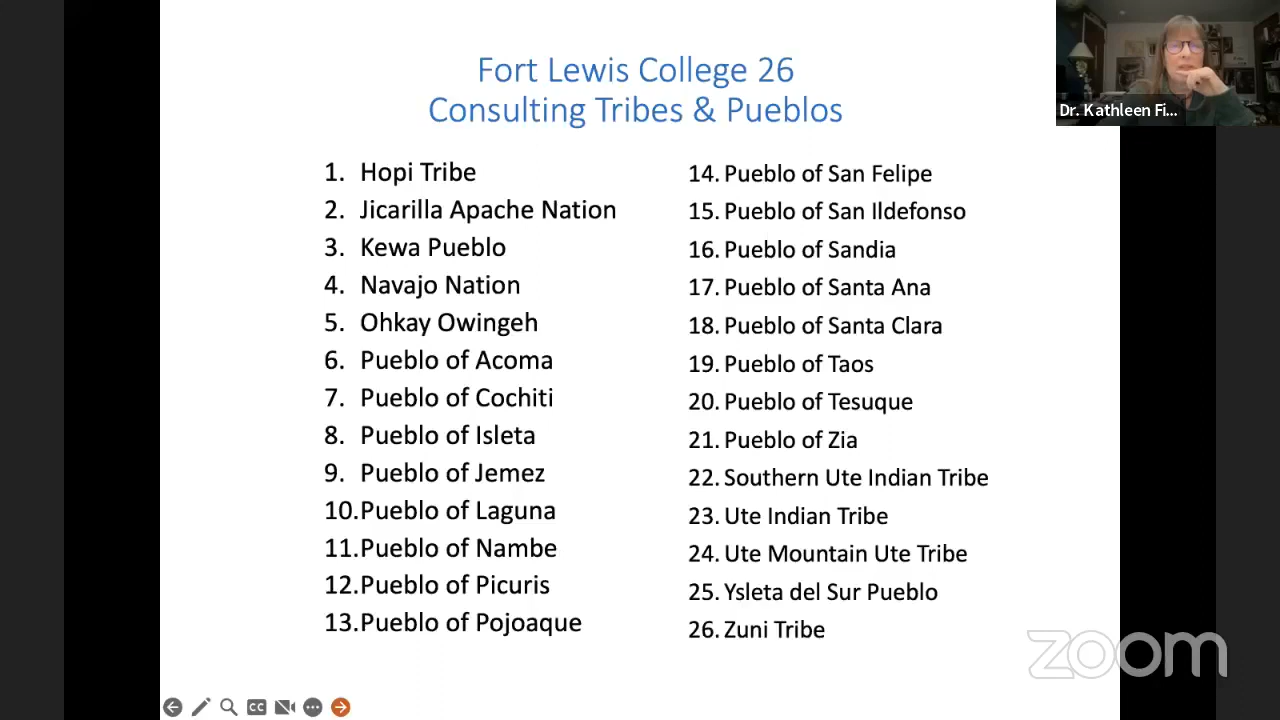 Fort Lewis College 26
Consulting Tribes & Pueblos
1. Hopi Tribe
2. Jicarilla Apache Nation
3. Kewa Pueblo
4. Navajo Nation
5. Ohkay Owingeh
6. Pueblo of Acoma
7. Pueblo of Cochiti
8. Pueblo of Isleta
9. Pueblo of Jemez
10. Pueblo of Laguna
11. Pueblo of Nambe
12. Pueblo of Picuris
13. Pueblo of Pojoaque
14. Pueblo of San Felipe
15. Pueblo of San Ildefonso
16. Pueblo of Sandia
17. Pueblo of Santa Ana
18. Pueblo of Santa Clara
19. Pueblo of Taos
20. Pueblo of Tesuque
21. Pueblo of Zia
22. Southern Ute Indian Tribe
23. Ute Indian Tribe
24. Ute Mountain Ute Tribe
25. Ysleta del Sur Pueblo
26. Zuni Tribe
Dr. Kathleen Fi...
CC
zoom